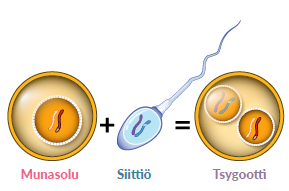 + =
Munasolu Siittiö Tsygootti